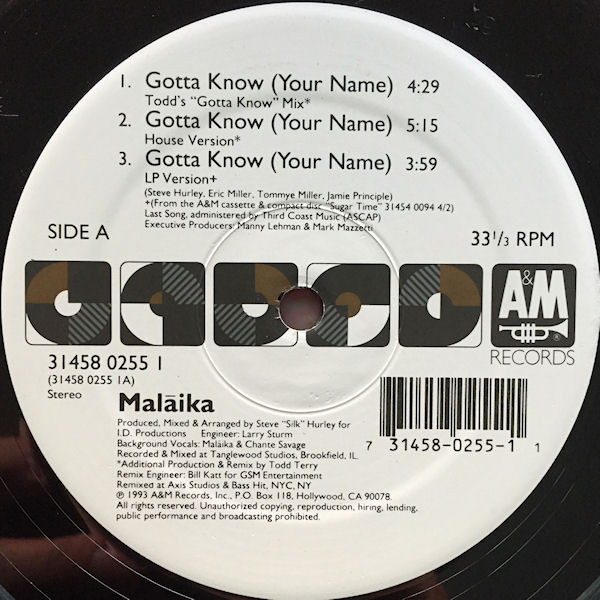 1. Gotta Know (Your Name) 4:29
Todd's "Gotta Know" Mix*
2. Gotta Know (Your Name) 5:15
House Version*
3. Gotta Know (Your Name) 3:59
LP Version+
(Steve Hurley, Eric Miller, Tommye Miller, Jamie Principle)
+(From the A&M cassette & compact disc "Sugar Time" 31454 0094 4/2)
Last Song, administered by Third Coast Music (ASCAP)
Executive Producers: Manny Lehman & Mark Mazzetti
SIDE A
33 1/3 RPM
A&M
®
RECORDS
31458 0255 1
(31458 0255 1A)
Stereo
Malāika
Produced, Mixed & Arranged by Steve "Silk" Hurley for
I.D. Productions Engineer: Larry Sturm
Background Vocals: Malāika & Chante Savage
Recorded & Mixed at Tanglewood Studios, Brookfield, IL.
*Additional Production & Remix by Todd Terry
Remix Engineer: Bill Katt for GSM Entertainment
Remixed at Axis Studios & Bass Hit, NYC, NY
℗ 1993 A&M Records, Inc., P.O. Box 118, Hollywood, CA 90078.
All rights reserved. Unauthorized copying, reproduction, hiring, lending,
public performance and broadcasting prohibited.
7 31458-0255-1 1